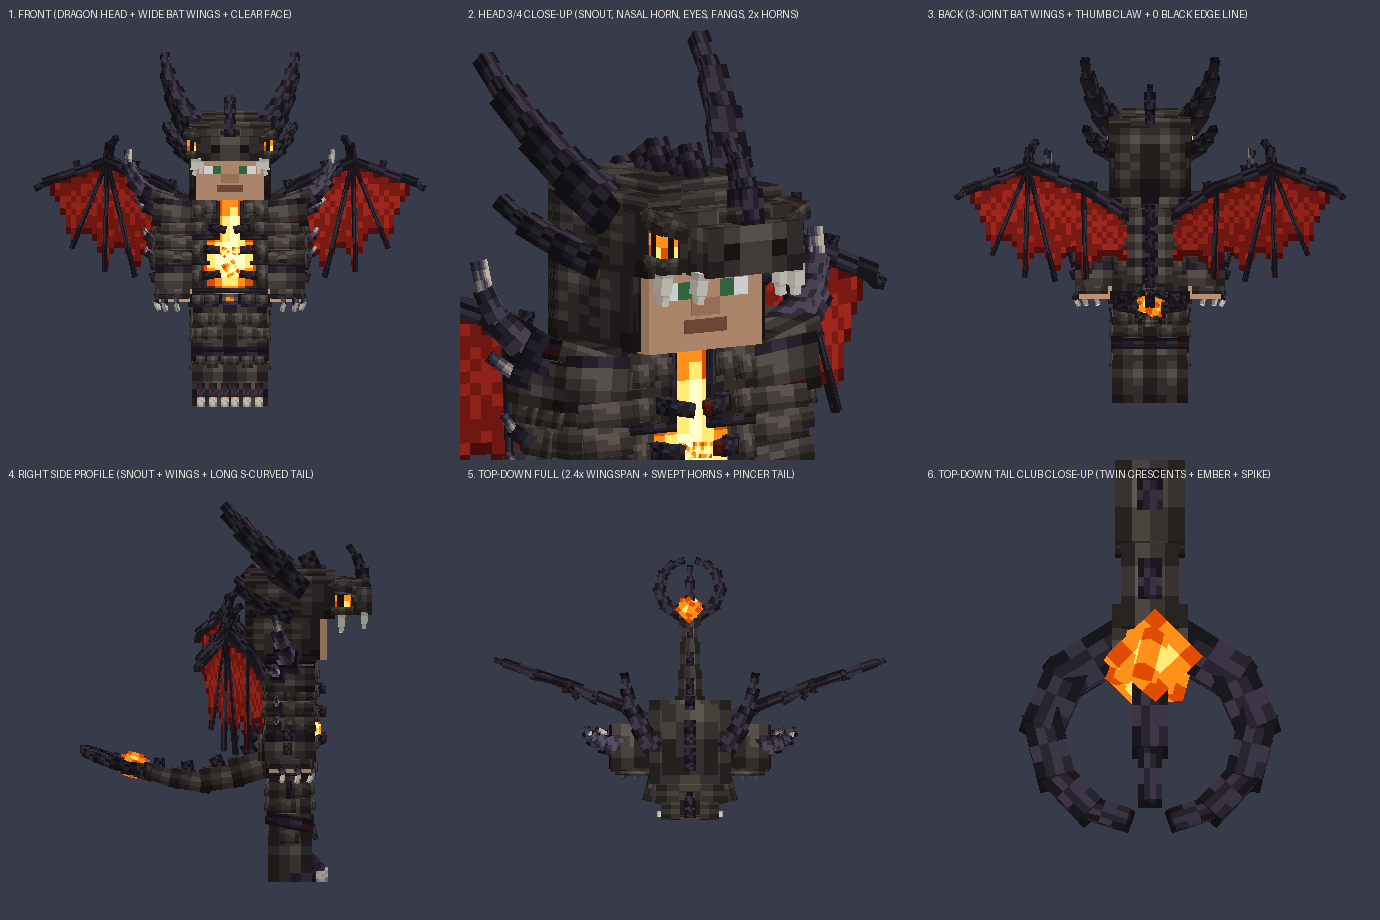 1. FRONT (DRAGON HEAD + WIDE BAT WINGS + CLEAR FACE)
2. HEAD 3/4 CLOSE-UP (SNOUT, NASAL HORN, EYES, FANGS, 2x HORNS)
3. BACK (3-JOINT BAT WINGS + THUMB CLAW + 0 BLACK EDGE LINE)
4. RIGHT SIDE PROFILE (SNOUT + WINGS + LONG S-CURVED TAIL)
5. TOP-DOWN FULL (2.4x WINGSPAN + SWEPT HORNS + PINCER TAIL)
6. TOP-DOWN TAIL CLUB CLOSE-UP (TWIN CRESCENTS + EMBER + SPIKE)